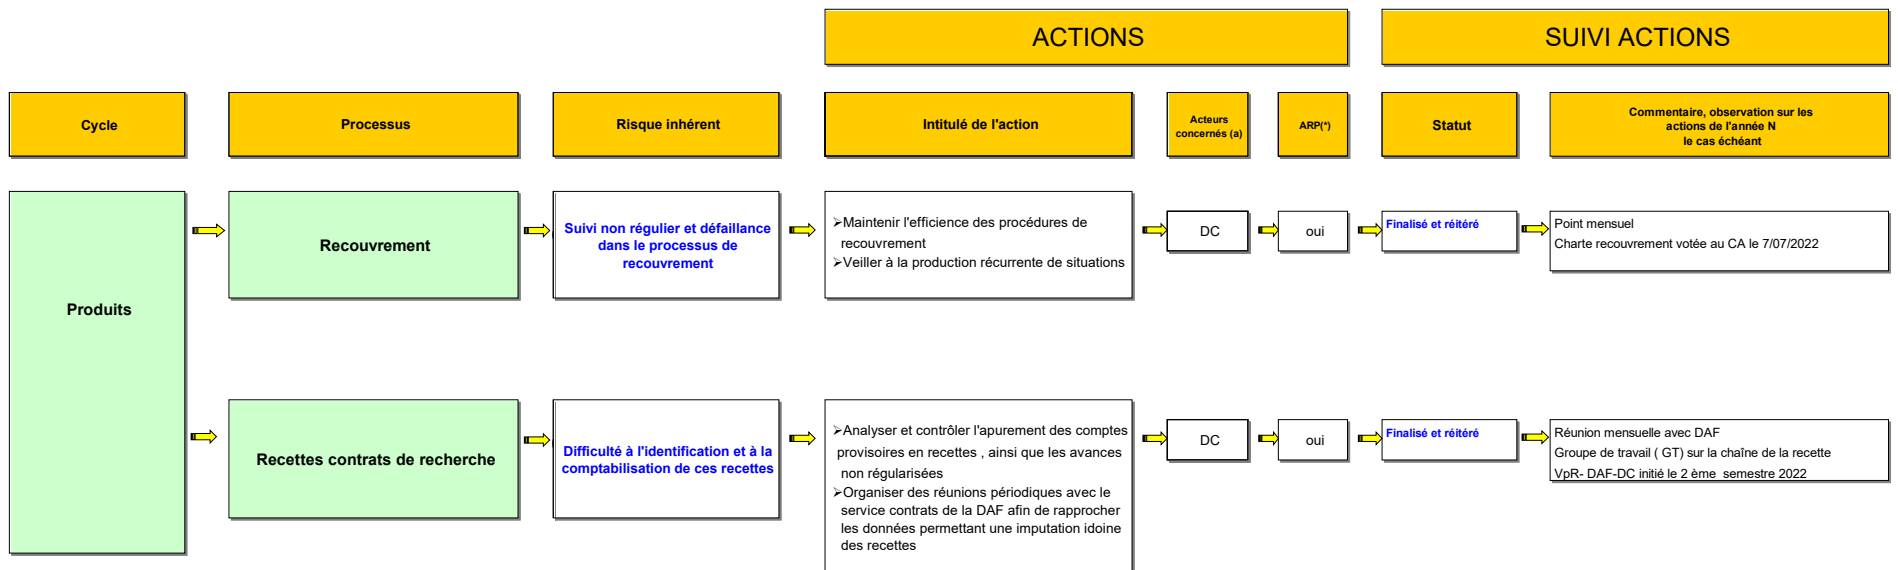 ACTIONS
SUIVI ACTIONS
Cycle
Processus
Risque inhérent
Intitulé de l'action
Acteurs
concernés (a)
ARP(*)
Statut
Commentaire, observation sur les
actions de l'année N
le cas échéant
Produits
Recouvrement
Suivi non régulier et défaillance
dans le processus de
recouvrement
➢Maintenir l'efficience des procédures de
recouvrement
➢Veiller à la production récurrente de situations
DC
oui
Finalisé et réitéré
Point mensuel
Charte recouvrement votée au CA le 7/07/2022
Recettes contrats de recherche
Difficulté à l'identification et à la
comptabilisation de ces recettes
➢Analyser et contrôler l'apurement des comptes
provisoires en recettes , ainsi que les avances
non régularisées
➢Organiser des réunions périodiques avec le
service contrats de la DAF afin de rapprocher
les données permettant une imputation idoine
des recettes
DC
oui
Finalisé et réitéré
Réunion mensuelle avec DAF
Groupe de travail ( GT) sur la chaîne de la recette
VpR- DAF-DC initié le 2 ème semestre 2022